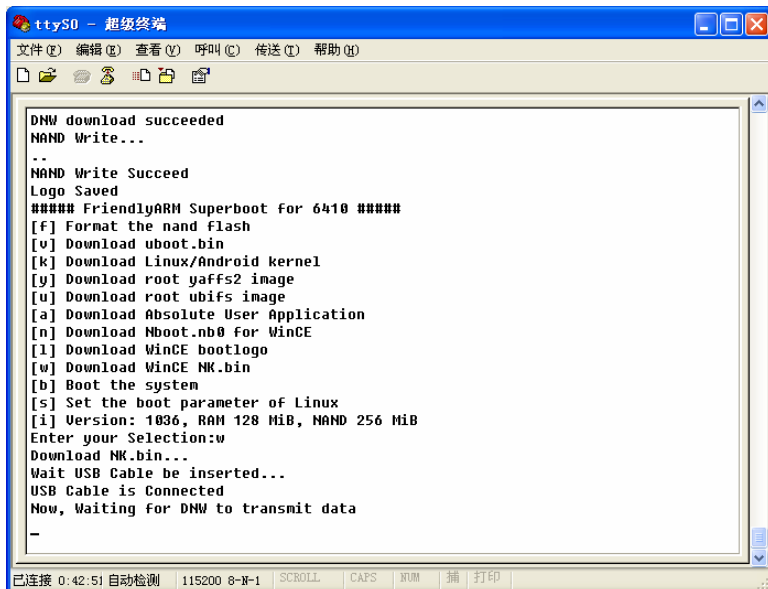 ttyS0 - 超级终端
文件(F) 编辑(E) 查看(V) 呼叫(C) 传送(T) 帮助(H)
DNW download succeeded
NAND Write...
..
NAND Write Succeed
Logo Saved
##### FriendlyARM Superboot for 6410 #####
[f] Format the nand flash
[v] Download uboot.bin
[k] Download Linux/Android kernel
[y] Download root yaffs2 image
[u] Download root ubifs image
[a] Download Absolute User Application
[n] Download Nboot.nb0 for WinCE
[l] Download WinCE bootlogo
[w] Download WinCE NK.bin
[b] Boot the system
[s] Set the boot parameter of Linux
[i] Version: 1036, RAM 128 MiB, NAND 256 MiB
Enter your Selection:w
Download NK.bin...
Wait USB Cable be inserted...
USB Cable is Connected
Now, Waiting for DNW to transmit data
_
已连接 0:42:51 自动检测 115200 8-N-1 SCROLL CAPS NUM 捕 打印